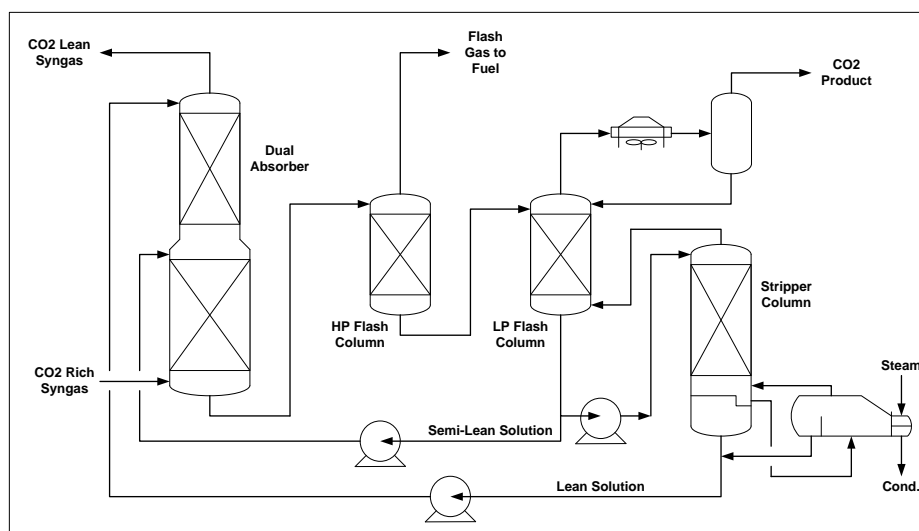 CO2 Lean
Syngas
Flash
Gas to
Fuel
CO2
Product
Dual
Absorber
HP Flash
Column
LP Flash
Column
Stripper
Column
CO2 Rich
Syngas
Steam
Semi-Lean Solution
Lean Solution
Cond.